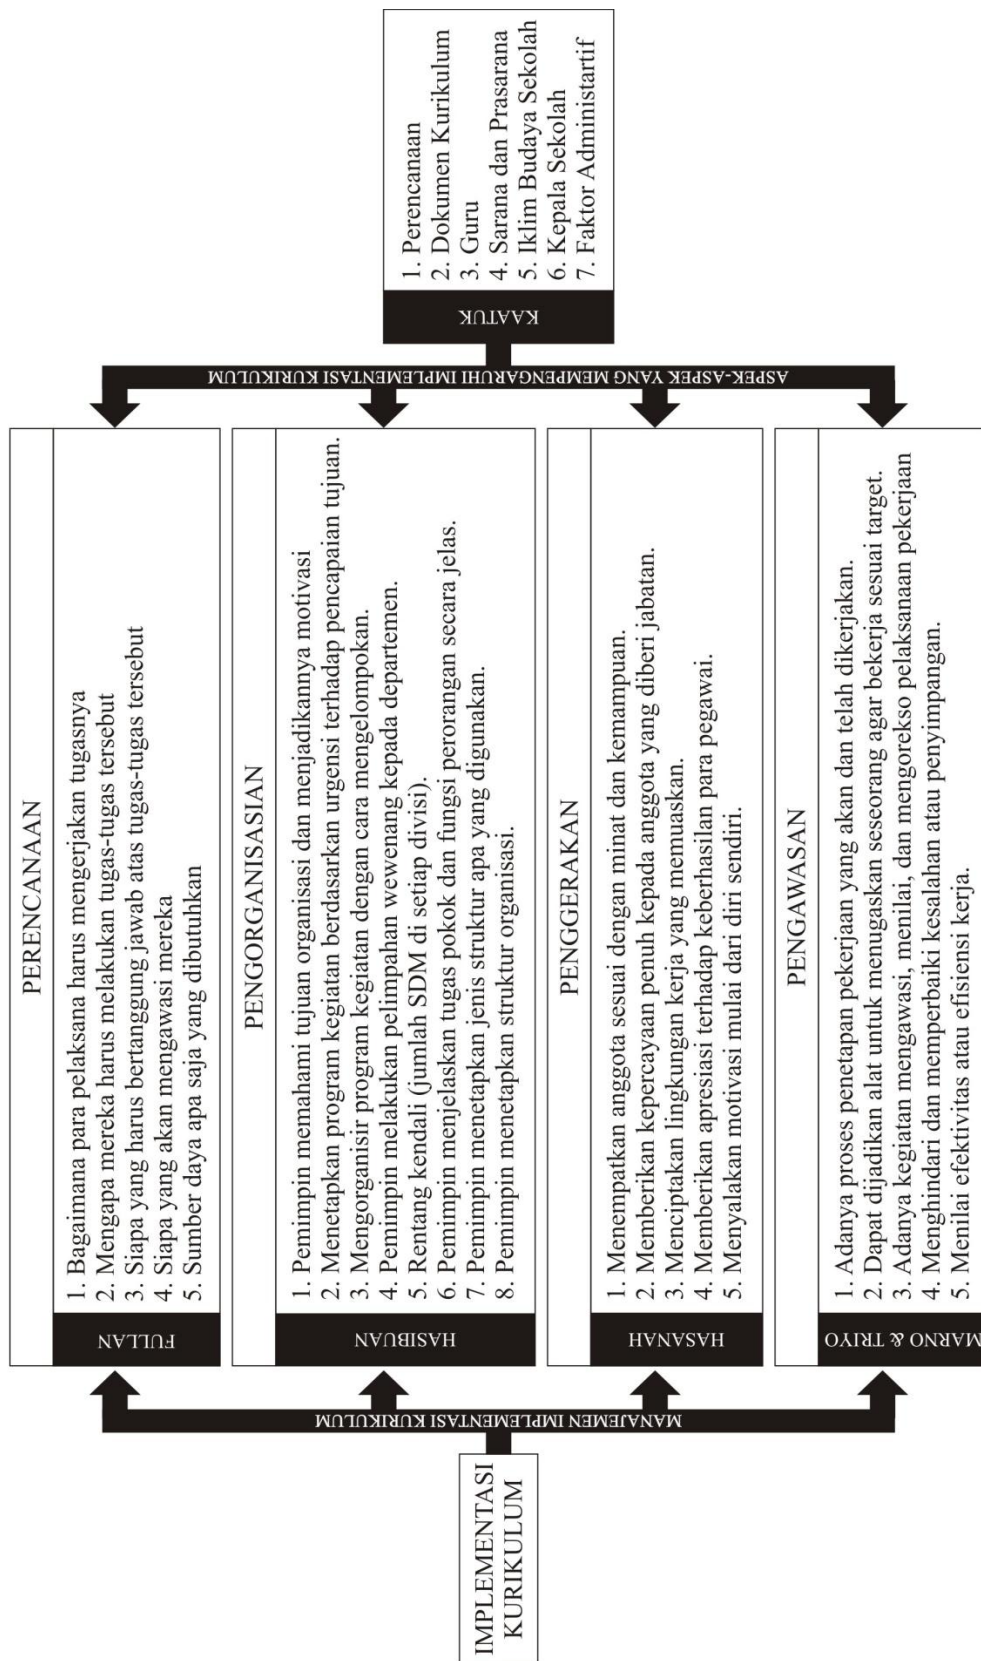 IMPLEMENTASI
KURIKULUM
MANAJEMEN IMPLEMENTASI KURIKULUM
PERENCANAAN
FULLAN
1. Bagaimana para pelaksana harus mengerjakan tugasnya
2. Mengapa mereka harus melakukan tugas-tugas tersebut
3. Siapa yang harus bertanggung jawab atas tugas-tugas tersebut
4. Siapa yang akan mengawasi mereka
5. Sumber daya apa saja yang dibutuhkan
PENGORGANISASIAN
HASIBUAN
1. Pemimpin memahami tujuan organisasi dan menjadikannya motivasi
2. Menetapkan program kegiatan berdasarkan urgensi terhadap pencapaian tujuan.
3. Mengorganisir program kegiatan dengan cara mengelompokan.
4. Pemimpin melakukan pelimpahan wewenang kepada departemen.
5. Rentang kendali (jumlah SDM di setiap divisi).
6. Pemimpin menjelaskan tugas pokok dan fungsi perorangan secara jelas.
7. Pemimpin menetapkan jenis struktur apa yang digunakan.
8. Pemimpin menetapkan struktur organisasi.
PENGGERAKAN
HASANAH
1. Menempatkan anggota sesuai dengan minat dan kemampuan.
2. Memberikan kepercayaan penuh kepada anggota yang diberi jabatan.
3. Menciptakan lingkungan kerja yang memuaskan.
4. Memberikan apresiasi terhadap keberhasilan para pegawai.
5. Menyalakan motivasi mulai dari diri sendiri.
PENGAWASAN
MARNO & TRIYO
1. Adanya proses penetapan pekerjaan yang akan dan telah dikerjakan.
2. Dapat dijadikan alat untuk menugaskan seseorang agar bekerja sesuai target.
3. Adanya kegiatan mengawasi, menilai, dan mengorekso pelaksanaan pekerjaan
4. Menghindari dan memperbaiki kesalahan atau penyimpangan.
5. Menilai efektivitas atau efisiensi kerja.
ASPEK-ASPEK YANG MEMPENGARUHI IMPLEMENTASI KURIKULUM
KAATUK
1. Perencanaan
2. Dokumen Kurikulum
3. Guru
4. Sarana dan Prasarana
5. Iklim Budaya Sekolah
6. Kepala Sekolah
7. Faktor Administartif